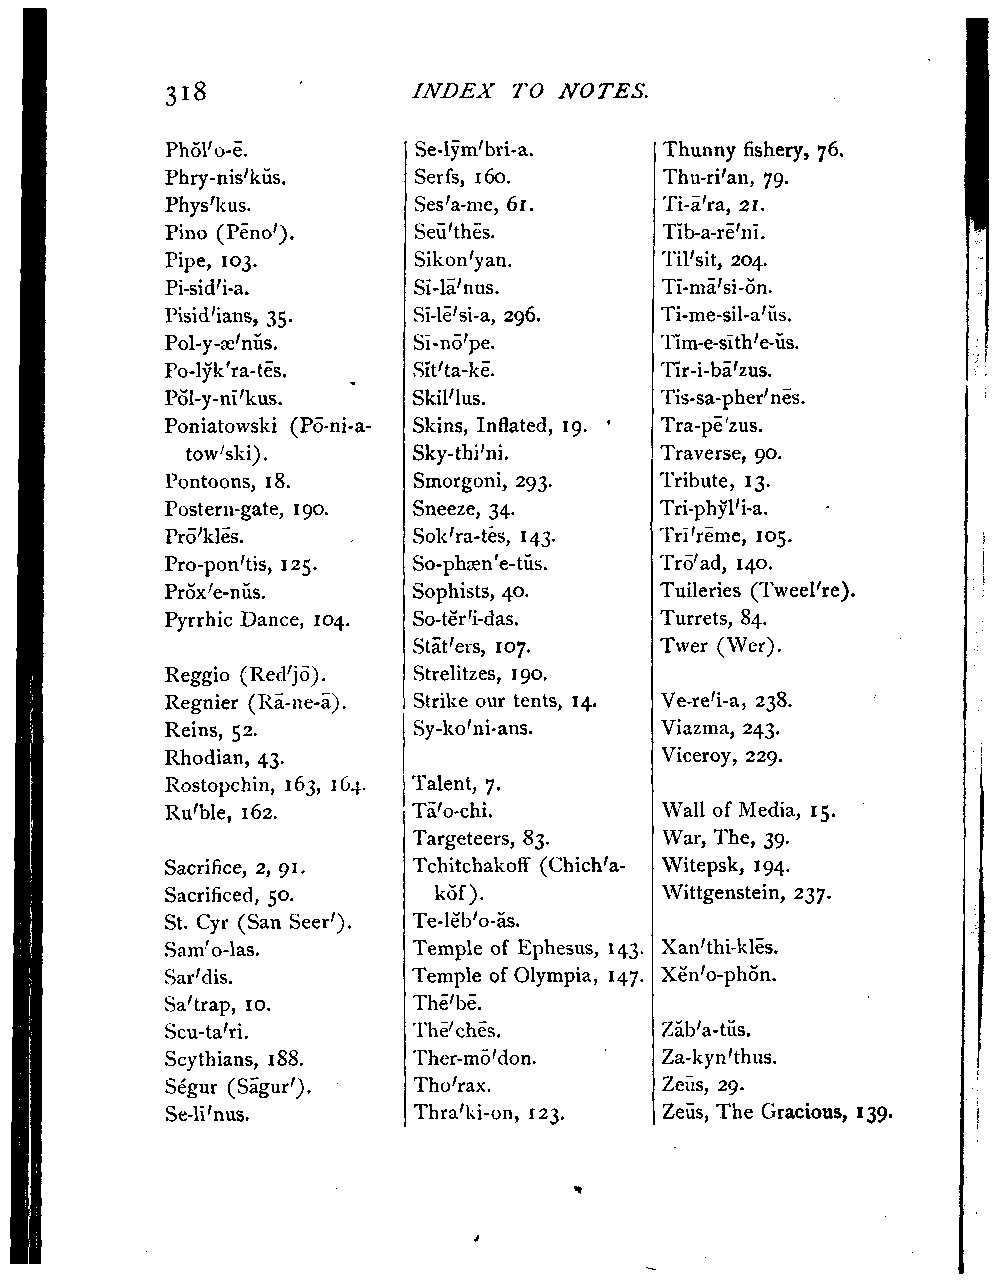 318
INDEX TO NOTES.
Phŏl′o-ē.
Phry-nis′kŭs.
Phys′kus.
Pino (Pēno′).
Pipe, 103.
Pi-sid′i-a.
Pisid′ians, 35.
Pol-y-æ′nŭs.
Po-ly̆k′ra-tēs.
Pŏl-y-nī′kus.
Poniatowski (Pō-ni-a-
tow′ski).
Pontoons, 18.
Postern-gate, 190.
Prō′klēs.
Pro-pon′tis, 125.
Prŏx′e-nŭs.
Pyrrhic Dance, 104.
Reggio (Red′jō).
Regnier (Rā-ne-ā).
Reins, 52.
Rhodian, 43.
Rostopchin, 163, 164.
Ru′ble, 162.
Sacrifice, 2, 91.
Sacrificed, 50.
St. Cyr (San Seer′).
Sam′o-las.
Sar′dis.
Sa′trap, 10.
Scu-ta′ri.
Scythians, 188.
Ségur (Sāgur′).
Se-lī′nus.
Se-lȳm′bri-a.
Serfs, 160.
Ses′a-me, 61.
Seū′thēs.
Sikon′yan.
Sī-lā′nus.
Sī-lē′si-a, 296.
Sī-nō′pe.
Sĭt′ta-kē.
Skil′lus.
Skins, Inflated, 19.
Sky-thi′ni.
Smorgoni, 293.
Sneeze, 34.
Sok′ra-tēs, 143.
So-phæn′e-tŭs.
Sophists, 40.
So-tĕr′i-das.
Stāt′ers, 107.
Strelitzes, 190.
Strike our tents, 14.
Sy-ko′ni-ans.
Talent, 7.
Tā′o-chi.
Targeteers, 83.
Tchitchakoff (Chich′a-
kŏf).
Te-lĕb′o-ăs.
Temple of Ephesus, 143.
Temple of Olympia, 147.
Thē′bē.
Thē′chēs.
Ther-mō′don.
Tho′rax.
Thra′ki-on, 123.
Thunny fishery, 76.
Thu-ri′an, 79.
Ti-ā′ra, 21.
Tĭb-a-rē′nī.
Til′sit, 204.
Tī-mā′si-ŏn.
Ti-me-sil-a′ŭs.
Tĭm-e-sīth′e-ŭs.
Tīr-i-bā′zus.
Tis-sa-pher′nēs.
Tra-pē′zus.
Traverse, 90.
Tribute, 13.
Tri-phy̆l′i-a.
Trī′rēme, 105.
Trō′ad, 140.
Tuileries (Tweel′re).
Turrets, 84.
Twer (Wer).
Ve-re′i-a, 238.
Viazma, 243.
Viceroy, 229.
Wall of Media, 15.
War, The, 39.
Witepsk, 194.
Wittgenstein, 237.
Xan′thi-klēs.
Xĕn′o-phŏn.
Zăb′a-tŭs.
Za-kyn′thus.
Zeūs, 29.
Zeūs, The Gracious, 139.